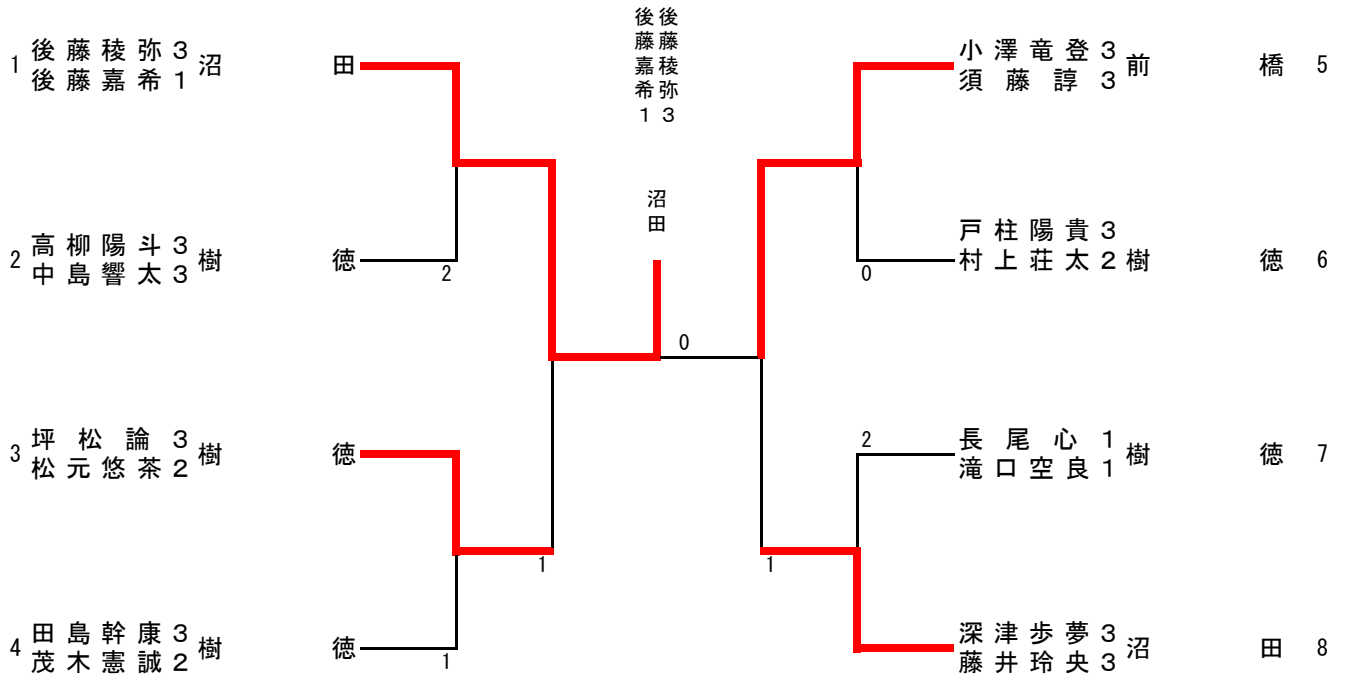 後藤稜弥3
後藤嘉希1
沼田
1 後藤稜弥3 沼田
後藤嘉希1
2 高柳陽斗3 樹徳
中島響太3
2
3 坪松論3 樹徳
松元悠茶2
1
4 田島幹康3 樹徳
茂木憲誠2
1
0
小澤竜登3 前橋 5
須藤諄3
戸柱陽貴3
村上荘太2 樹徳 6
0
2
長尾心1 樹徳 7
滝口空良1
1
深津歩夢3 沼田 8
藤井玲央3